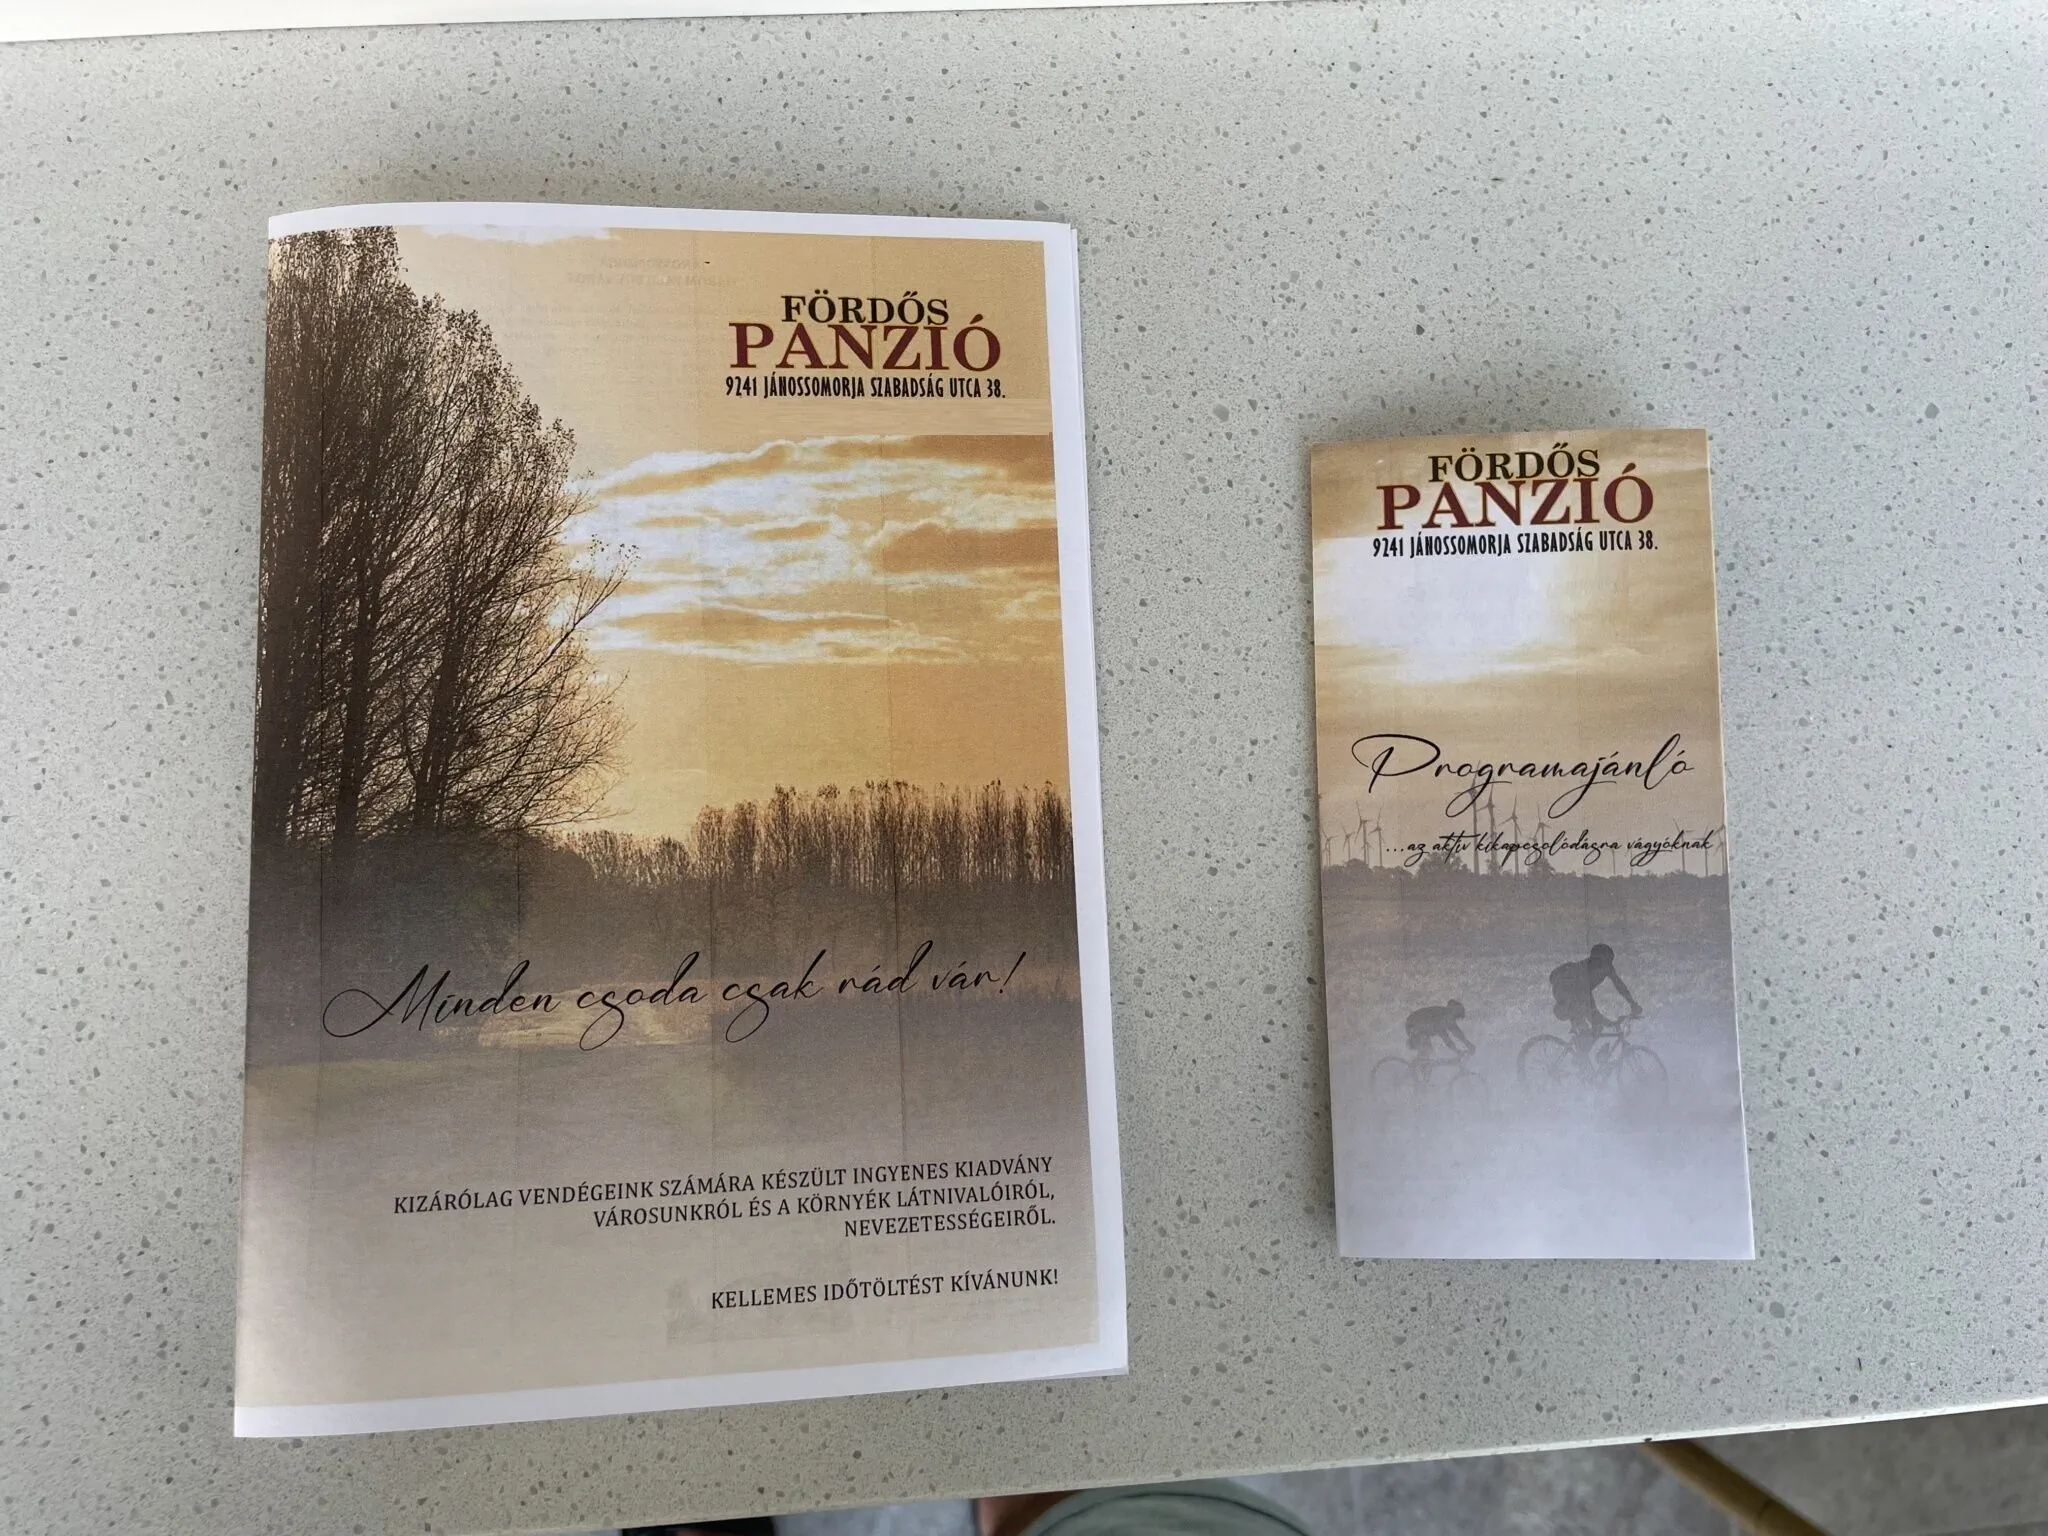 FÖRDŐS
PANZIÓ
9241 JÁNOSSOMORJA SZABADSÁG UTCA 38.
Minden csoda csak rád vár!
KIZÁRÓLAG VENDÉGEINK SZÁMÁRA KÉSZÜLT INGYENES KIADVÁNY
VÁROSUNKRÓL ÉS A KÖRNYÉK LÁTNIVALÓIRÓL,
NEVEZETESSÉGEIRŐL.
KELLEMES IDŐTÖLTÉST KÍVÁNUNK!
FÖRDŐS
PANZIÓ
9241 JÁNOSSOMORJA SZABADSÁG UTCA 38.
Programajánló
...az aktív kikapcsolódásra vágyóknak